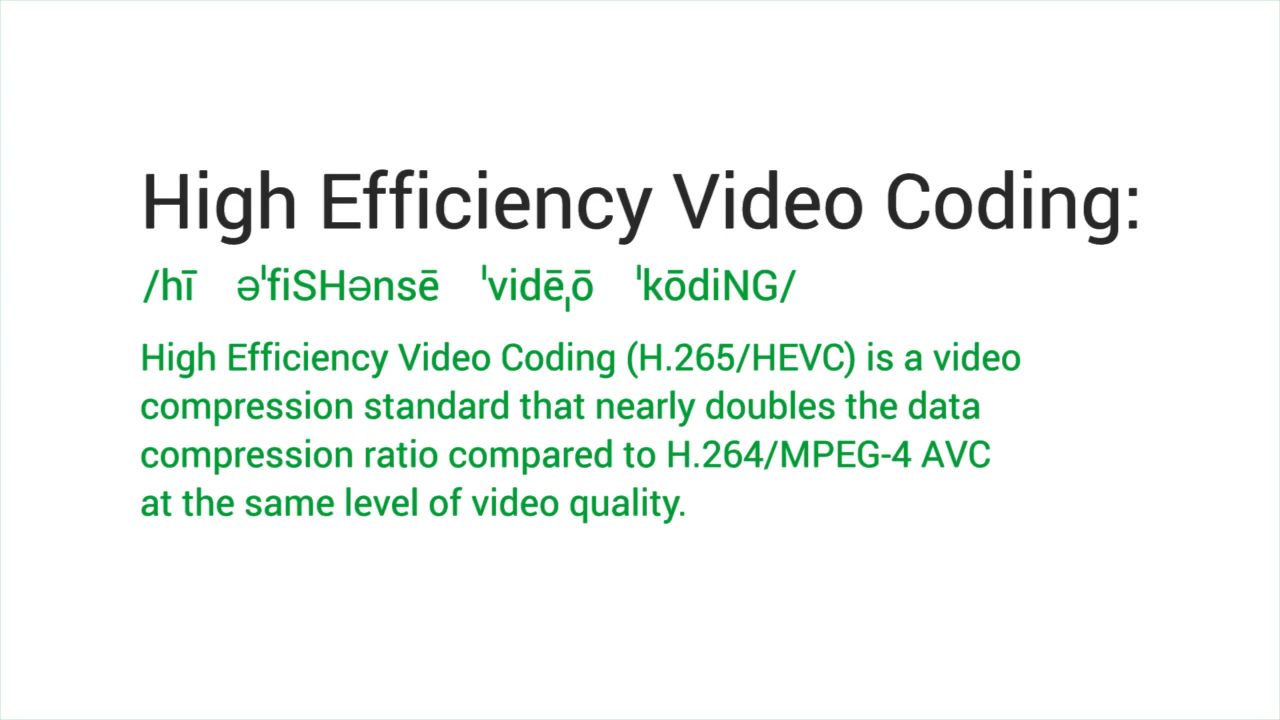 High Efficiency Video Coding:
/hī əˈfiSHənsē ˈvidēˌō ˈkōdiNG/
High Efficiency Video Coding (H.265/HEVC) is a video
compression standard that nearly doubles the data
compression ratio compared to H.264/MPEG-4 AVC
at the same level of video quality.